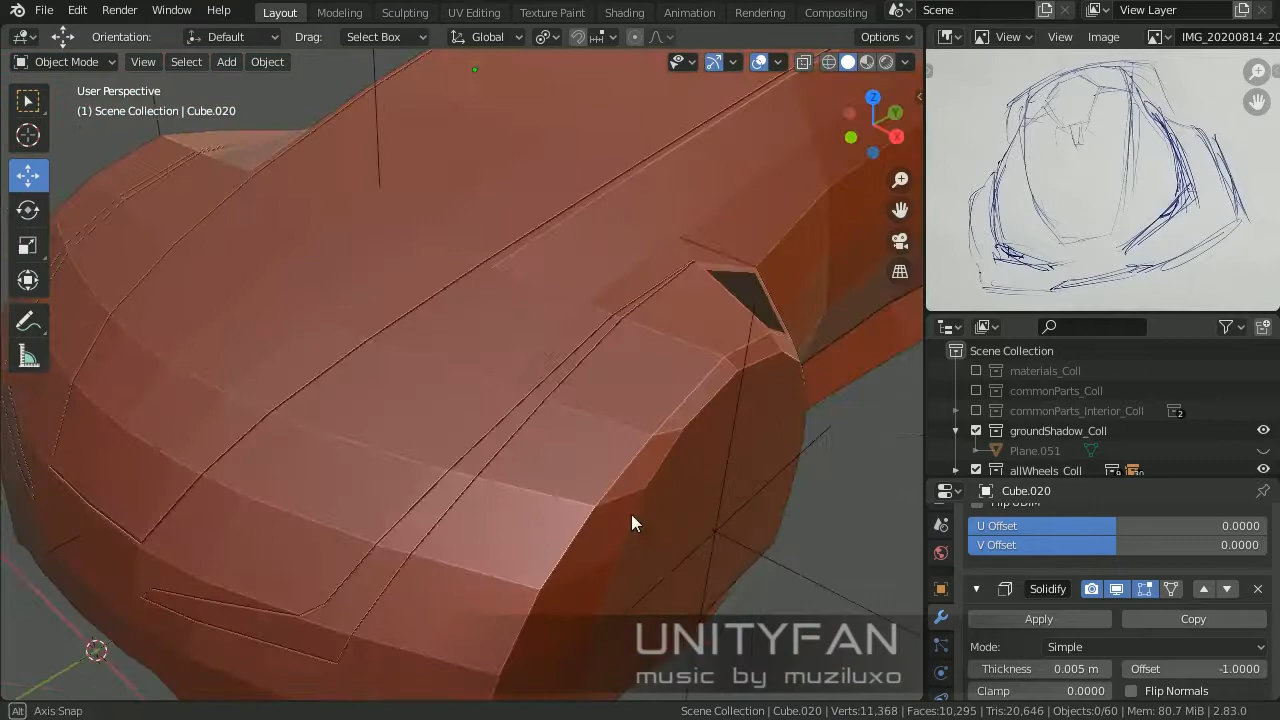 File Edit Render Window Help Layout Modeling Sculpting UV Editing Texture Paint Shading Animation Rendering Compositing Scene View Layer
Orientation: Default Drag: Select Box Global Options View View Image IMG_20200814_20
Object Mode View Select Add Object
User Perspective
(1) Scene Collection | Cube.020
Z
Y
X
Scene Collection
materials_Coll
commonParts_Coll
commonParts_Interior_Coll 2
groundShadow_Coll
Plane.051
allWheels_Coll
Cube.020
U Offset 0.0000
V Offset 0.0000
Solidify
Apply Copy
Mode: Simple
Thickness 0.005 m Offset -1.0000
Clamp 0.0000 Flip Normals
UNITYFAN
music by muziluxo
Alt Axis Snap Scene Collection | Cube.020 | Verts:11,368 | Faces:10,295 | Tris:20,646 | Objects:0/60 | Mem: 80.7 MiB | 2.83.0